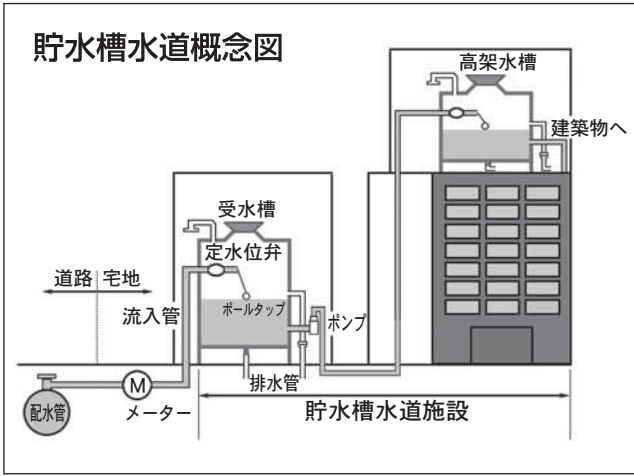 貯水槽水道概念図
高架水槽
建築物へ
受水槽
定水位弁
道路
宅地
流入管
ボールタップ
ポンプ
排水管
M
メーター
配水管
貯水槽水道施設